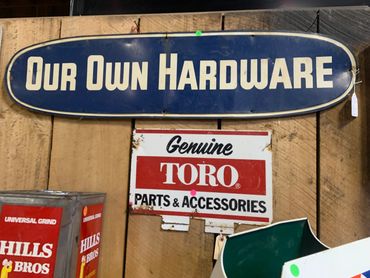 OUR OWN HARDWARE
Genuine
TORO®
PARTS & ACCESSORIES
UNIVERSAL GRIND
HILLS
BROS
HILLS
BROS